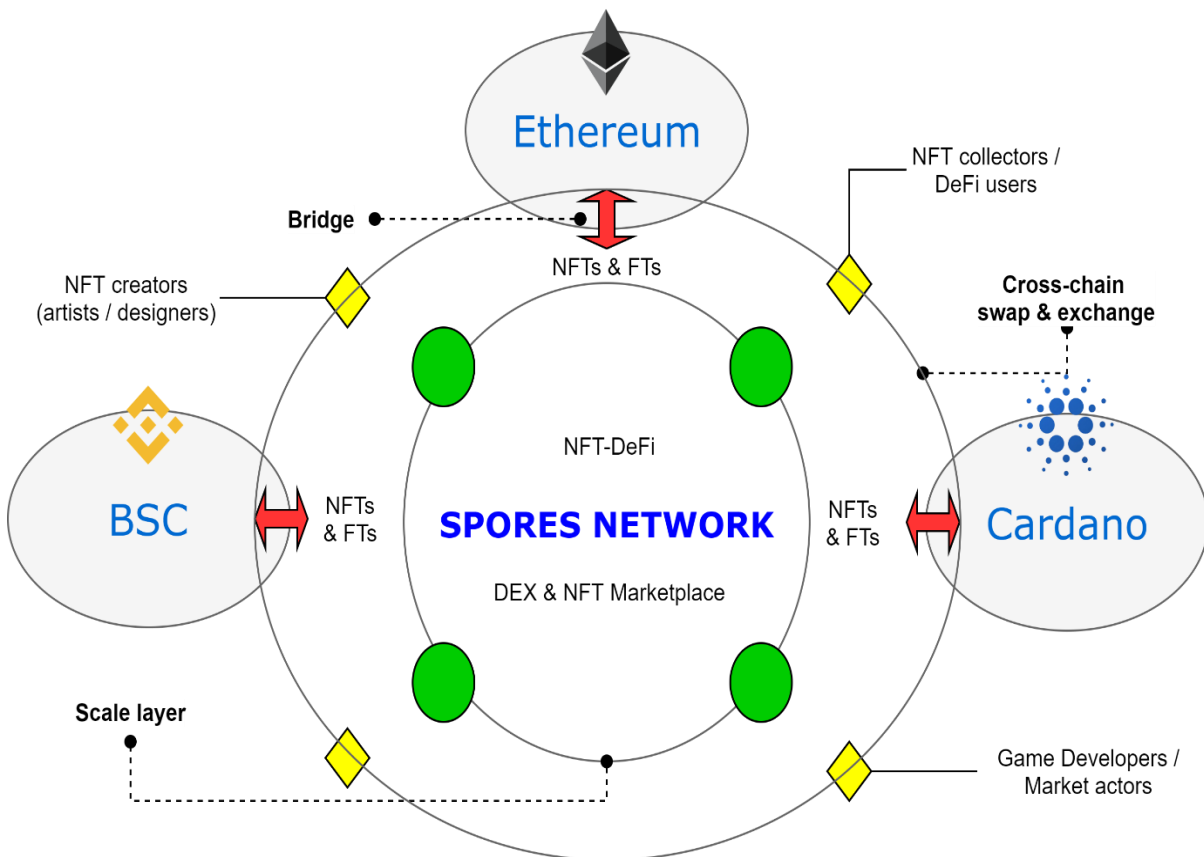 Ethereum
NFT collectors /
DeFi users
Bridge
NFTs & FTs
NFT creators
(artists / designers)
Cross-chain
swap & exchange
NFT-DeFi
BSC
NFTs
& FTs
SPORES NETWORK
NFTs
& FTs
Cardano
DEX & NFT Marketplace
Scale layer
Game Developers /
Market actors